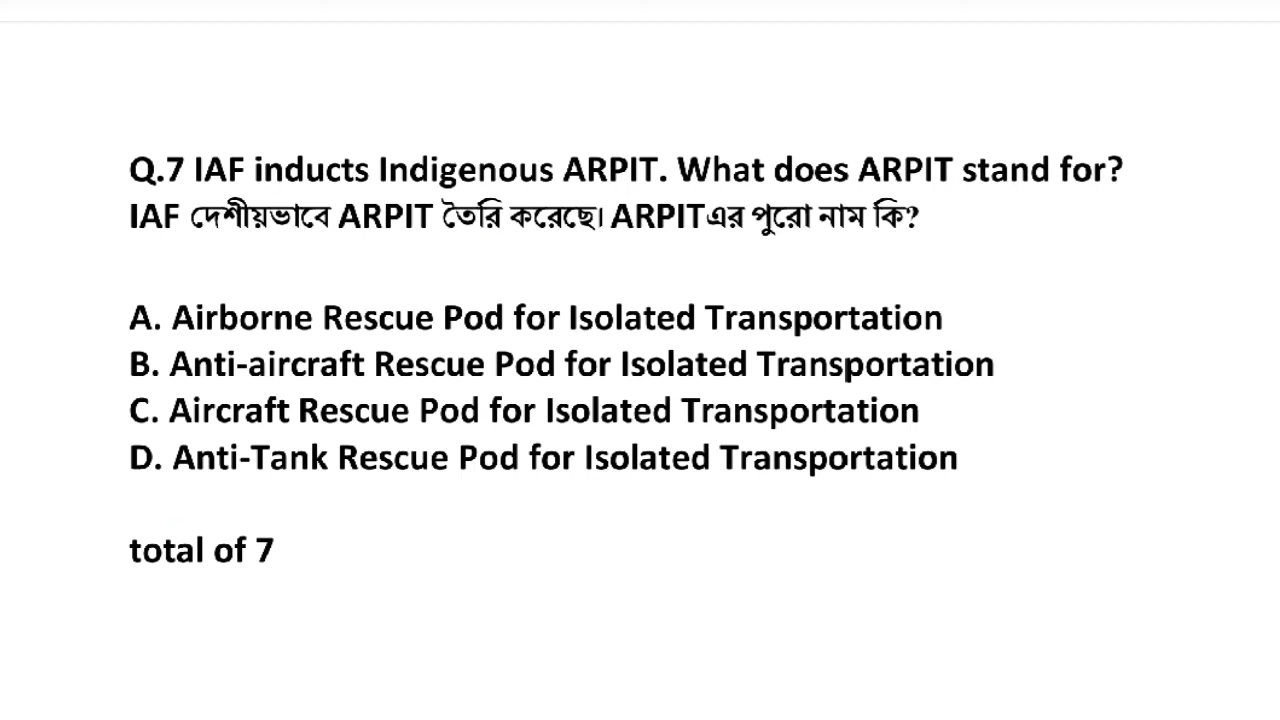 Q.7 IAF inducts Indigenous ARPIT. What does ARPIT stand for?
IAF দেশীয়ভাবে ARPIT তৈরি করেছে। ARPITএর পুরো নাম কি?
A. Airborne Rescue Pod for Isolated Transportation
B. Anti-aircraft Rescue Pod for Isolated Transportation
C. Aircraft Rescue Pod for Isolated Transportation
D. Anti-Tank Rescue Pod for Isolated Transportation
total of 7